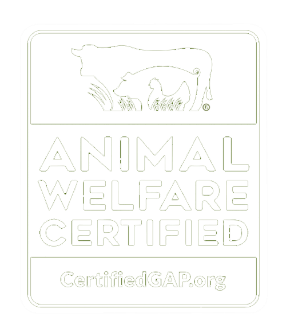 ®
ANIMAL
WELFARE
CERTIFIED
CertifiedGAP.org